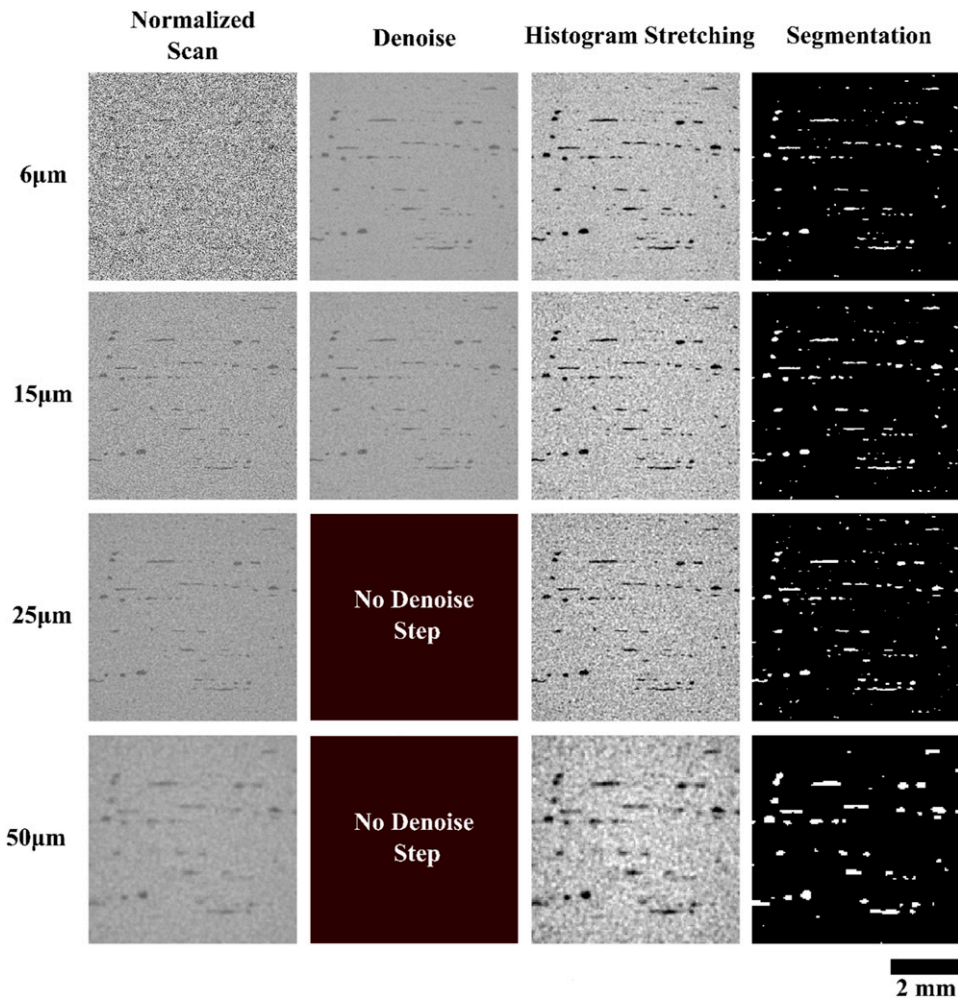 Normalized
Scan
Denoise
Histogram Stretching
Segmentation
6μm
15μm
25μm
No Denoise
Step
50μm
No Denoise
Step
2 mm